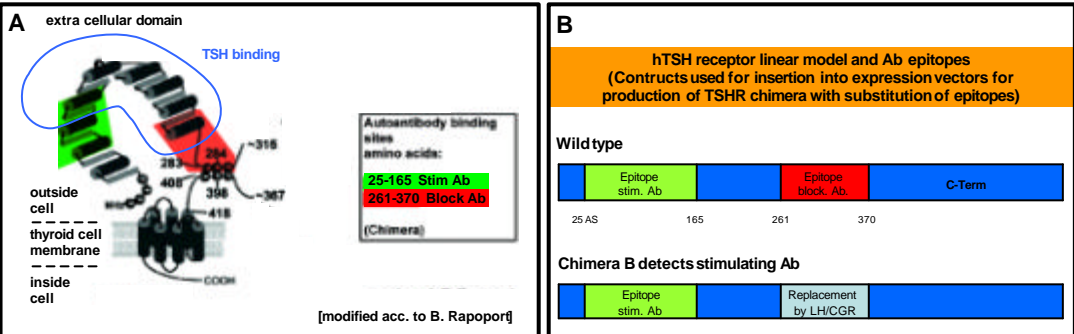 A
extra cellular domain
TSH binding
283
284
~316
408
398
~367
418
outside
cell
thyroid cell
membrane
inside
cell
COOH
Autoantibody binding
sites
amino acids:
25-165 Stim Ab
261-370 Block Ab
(Chimera)
[modified acc. to B. Rapoport]
B
hTSH receptor linear model and Ab epitopes
(Contructs used for insertion into expression vectors for
production of TSHR chimera with substitution of epitopes)
Wild type
Epitope
stim. Ab
Epitope
block. Ab.
C-Term
25 AS
165
261
370
Chimera B detects stimulating Ab
Epitope
stim. Ab
Replacement
by LH/CGR